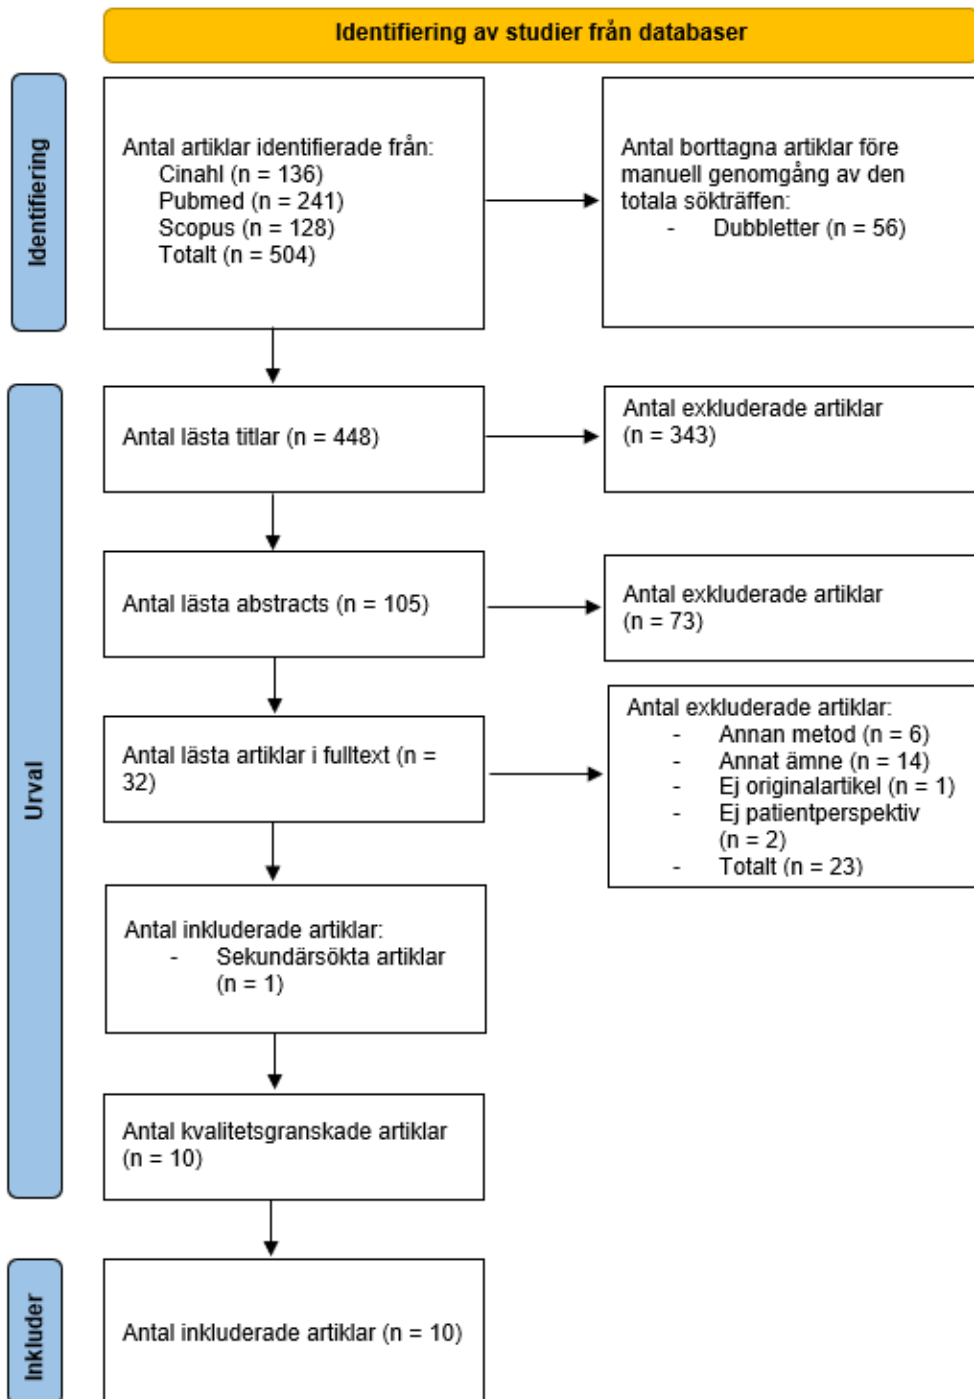 Identifiering av studier från databaser
Identifiering
Antal artiklar identifierade från:
Cinahl (n = 136)
Pubmed (n = 241)
Scopus (n = 128)
Totalt (n = 504)
Antal borttagna artiklar före
manuell genomgång av den
totala sökträffen:
- Dubbletter (n = 56)
Urval
Antal lästa titlar (n = 448)
Antal exkluderade artiklar
(n = 343)
Antal lästa abstracts (n = 105)
Antal exkluderade artiklar
(n = 73)
Antal lästa artiklar i fulltext (n =
32)
Antal exkluderade artiklar:
- Annan metod (n = 6)
- Annat ämne (n = 14)
- Ej originalartikel (n = 1)
- Ej patientperspektiv
(n = 2)
- Totalt (n = 23)
Antal inkluderade artiklar:
- Sekundärsökta artiklar
(n = 1)
Antal kvalitetsgranskade artiklar
(n = 10)
Inkluder
Antal inkluderade artiklar (n = 10)